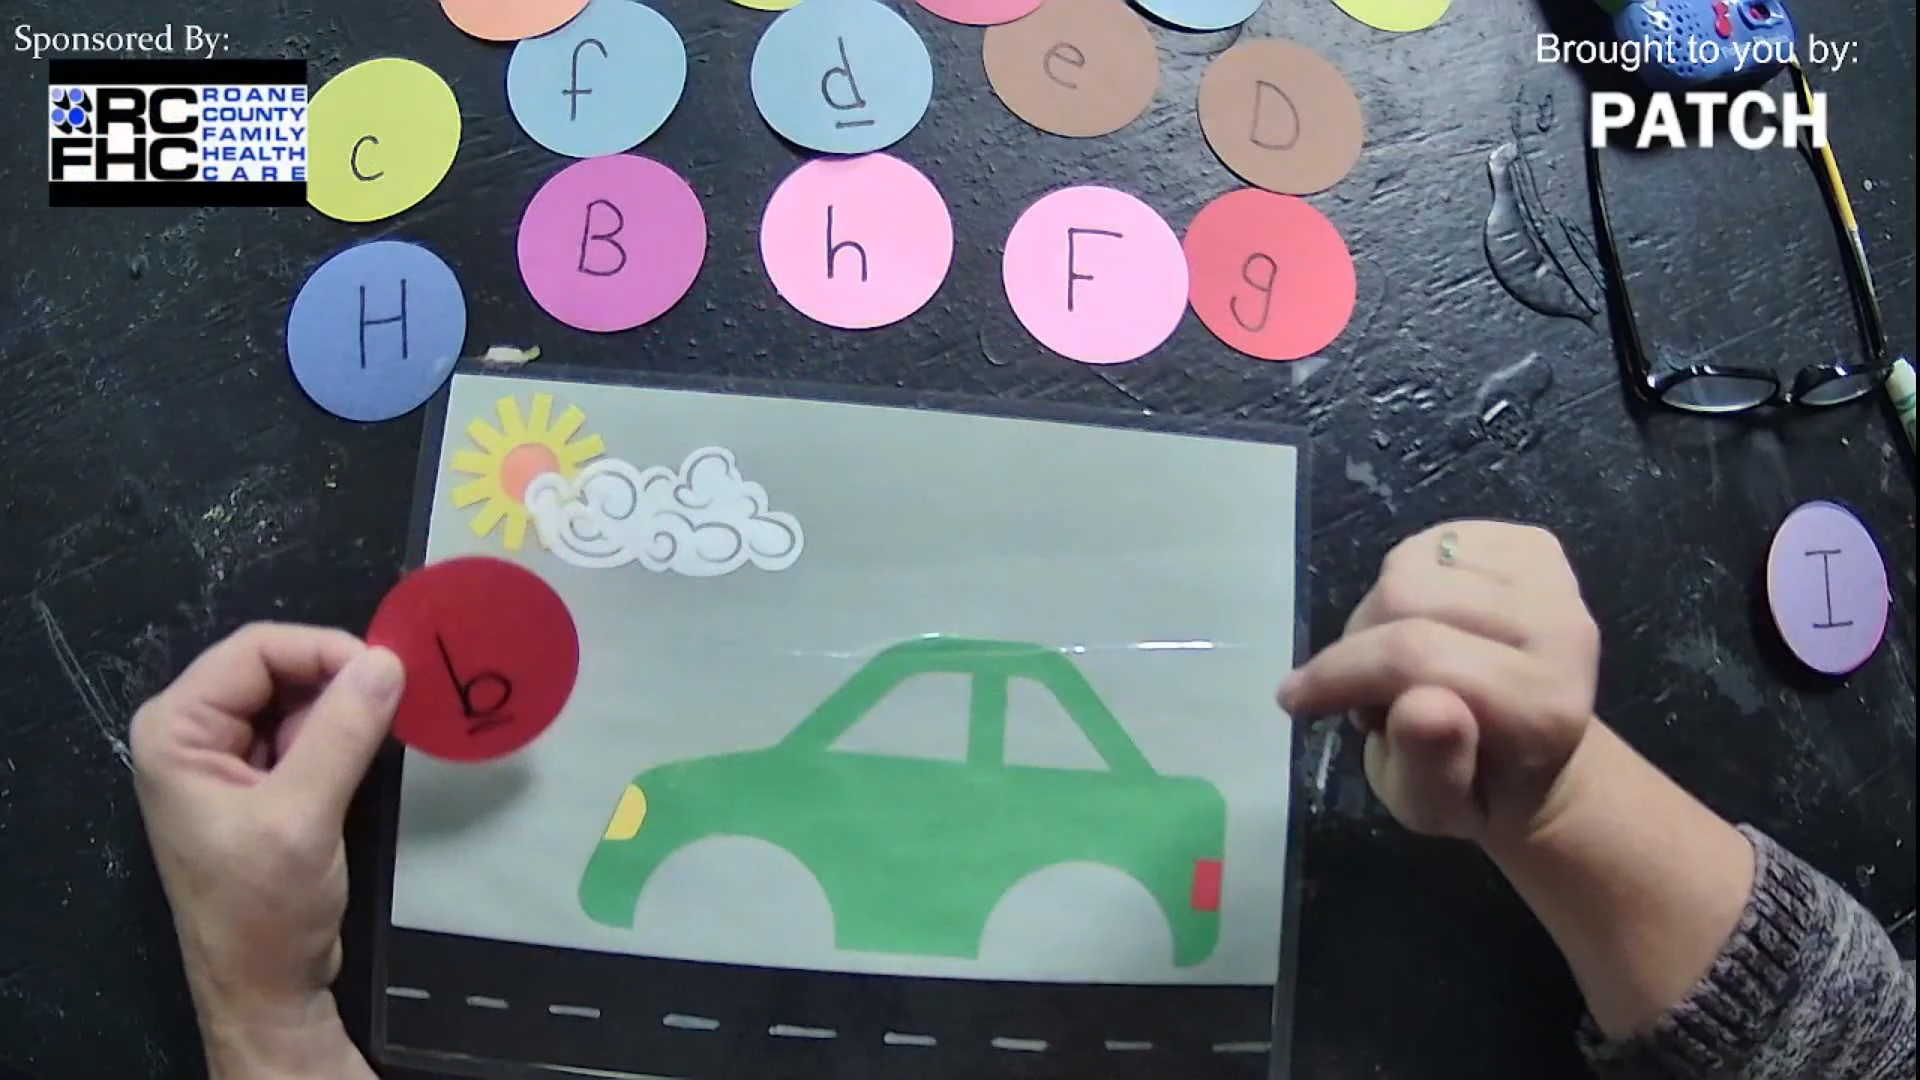 Sponsored By:
RC
FHC
ROANE
COUNTY
FAMILY
HEALTH
CARE
Brought to you by:
PATCH
f
d
e
D
c
B
h
F
g
H
I
b